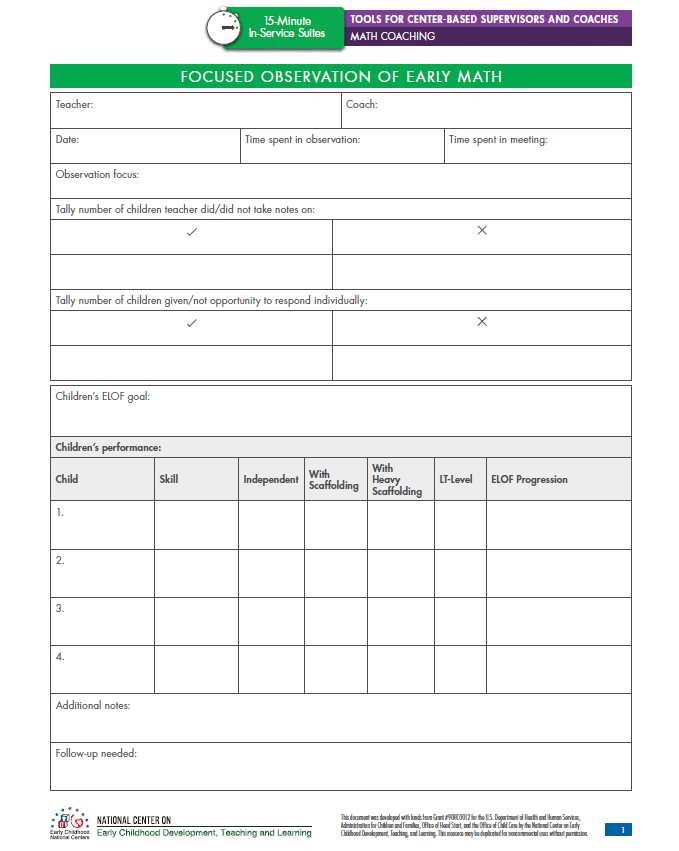 15-Minute
In-Service Suites
TOOLS FOR CENTER-BASED SUPERVISORS AND COACHES
MATH COACHING
FOCUSED OBSERVATION OF EARLY MATH
Teacher: Coach:
Date: Time spent in observation: Time spent in meeting:
Observation focus:
Tally number of children teacher did/did not take notes on:
✓ ✕
Tally number of children given/not opportunity to respond individually:
✓ ✕
Children's ELOF goal:
Children's performance:
Child Skill Independent With Scaffolding With Heavy Scaffolding LT-Level ELOF Progression
1.
2.
3.
4.
Additional notes:
Follow-up needed:
Early Childhood
National Centers
NATIONAL CENTER ON
Early Childhood Development, Teaching and Learning
This document was developed with funds from Grant #90HC0012 for the U.S. Department of Health and Human Services,
Administration for Children and Families, Office of Head Start, and the Office of Child Care by the National Center on Early
Childhood Development, Teaching, and Learning. This resource may be duplicated for noncommercial uses without permission.
1